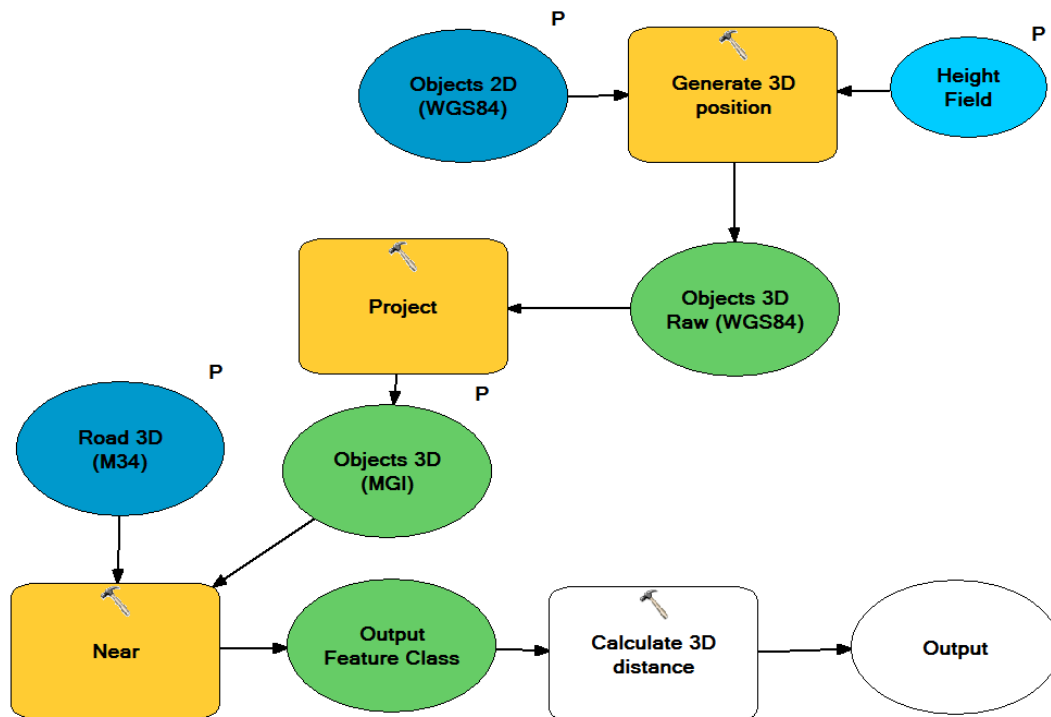 P
P
Objects 2D
(WGS84)
Generate 3D
position
Height
Field
Project
Objects 3D
Raw (WGS84)
P
P
Road 3D
(M34)
Objects 3D
(MGI)
Near
Output
Feature Class
Calculate 3D
distance
Output